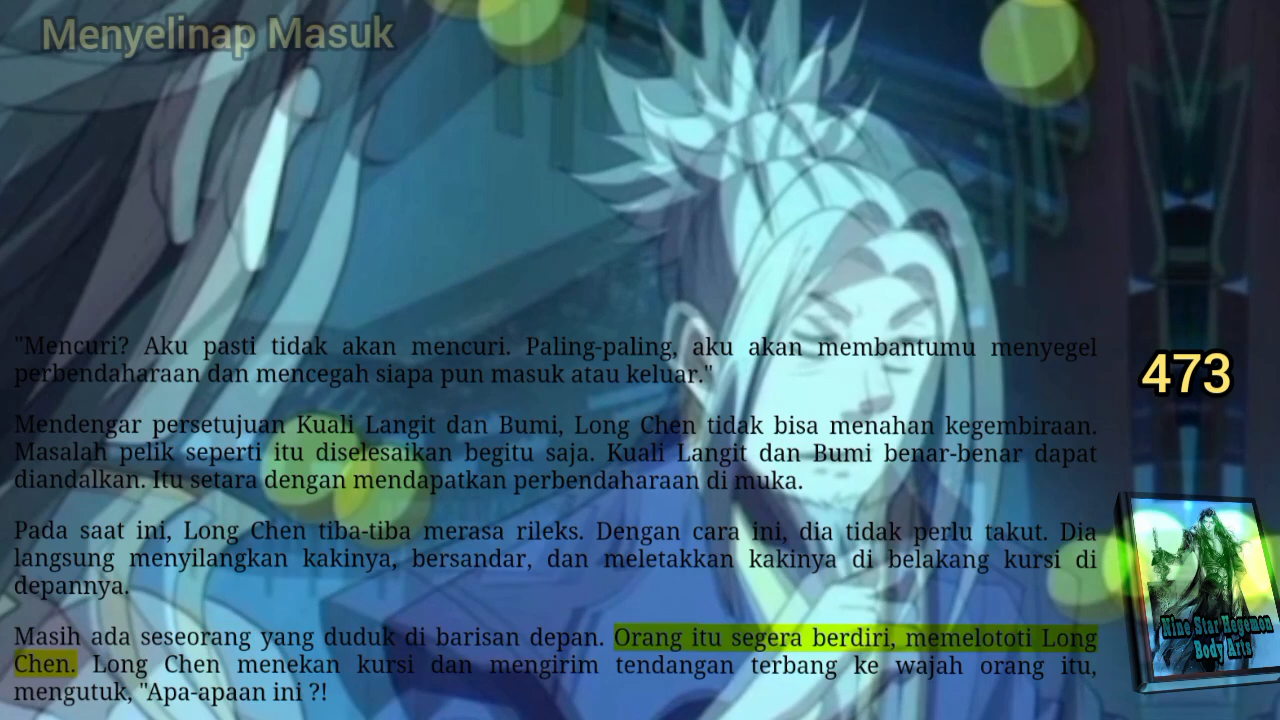 Menyelinap Masuk
"Mencuri? Aku pasti tidak akan mencuri. Paling-paling, aku akan membantumu menyegel
perbendaharaan dan mencegah siapa pun masuk atau keluar."
Mendengar persetujuan Kuali Langit dan Bumi, Long Chen tidak bisa menahan kegembiraan.
Masalah pelik seperti itu diselesaikan begitu saja. Kuali Langit dan Bumi benar-benar dapat
diandalkan. Itu setara dengan mendapatkan perbendaharaan di muka.
Pada saat ini, Long Chen tiba-tiba merasa rileks. Dengan cara ini, dia tidak perlu takut. Dia
langsung menyilangkan kakinya, bersandar, dan meletakkan kakinya di belakang kursi di
depannya.
Masih ada seseorang yang duduk di barisan depan. Orang itu segera berdiri, memelototi Long
Chen. Long Chen menekan kursi dan mengirim tendangan terbang ke wajah orang itu,
mengutuk, "Apa-apaan ini ?!
473
Nine Star Hegemon
Body Arts